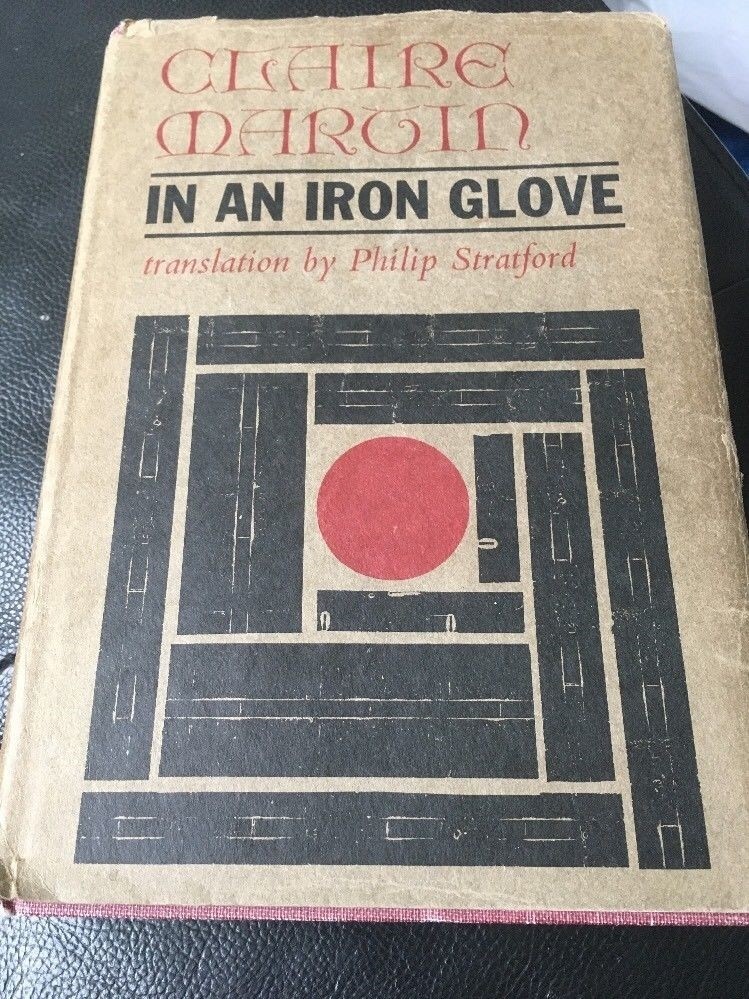 CLAIRE
MARTIN
IN AN IRON GLOVE
translation by Philip Stratford